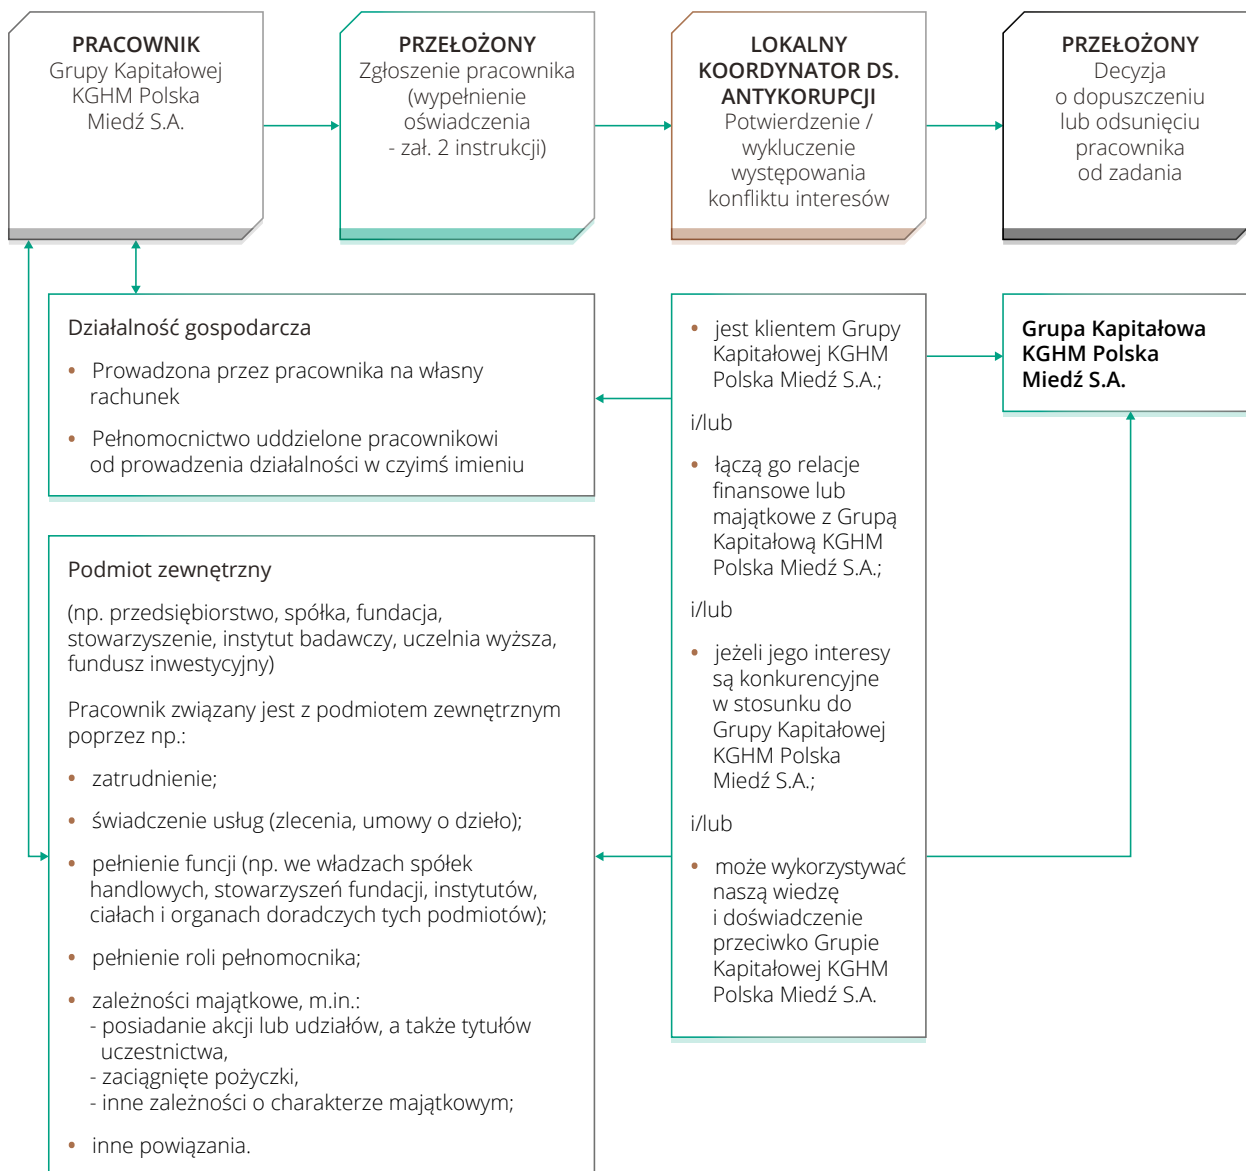 PRACOWNIK
Grupy Kapitałowej
KGHM Polska
Miedź S.A.
PRZEŁOŻONY
Zgłoszenie pracownika
(wypełnienie
oświadczenia
- zał. 2 instrukcji)
LOKALNY
KOORDYNATOR DS.
ANTYKORUPCJI
Potwierdzenie /
wykluczenie
występowania
konfliktu interesów
PRZEŁOŻONY
Decyzja
o dopuszczeniu
lub odsunięciu
pracownika
od zadania
Działalność gospodarcza
• Prowadzona przez pracownika na własny
rachunek
• Pełnomocnictwo uddzielone pracownikowi
od prowadzenia działalności w czyimś imieniu
Podmiot zewnętrzny
(np. przedsiębiorstwo, spółka, fundacja,
stowarzyszenie, instytut badawczy, uczelnia wyższa,
fundusz inwestycyjny)
Pracownik związany jest z podmiotem zewnętrznym
poprzez np.:
• zatrudnienie;
• świadczenie usług (zlecenia, umowy o dzieło);
• pełnienie funkcji (np. we władzach spółek
handlowych, stowarzyszeń fundacji, instytutów,
ciałach i organach doradczych tych podmiotów);
• pełnienie roli pełnomocnika;
• zależności majątkowe, m.in.:
- posiadanie akcji lub udziałów, a także tytułów
uczestnictwa,
- zaciągnięte pożyczki,
- inne zależności o charakterze majątkowym;
• inne powiązania.
• jest klientem Grupy
Kapitałowej KGHM
Polska Miedź S.A.;
i/lub
• łączą go relacje
finansowe lub
majątkowe z Grupą
Kapitałową KGHM
Polska Miedź S.A.;
i/lub
• jeżeli jego interesy
są konkurencyjne
w stosunku do
Grupy Kapitałowej
KGHM Polska
Miedź S.A.;
i/lub
• może wykorzystywać
naszą wiedzę
i doświadczenie
przeciwko Grupie
Kapitałowej KGHM
Polska Miedź S.A.
Grupa Kapitałowa
KGHM Polska
Miedź S.A.